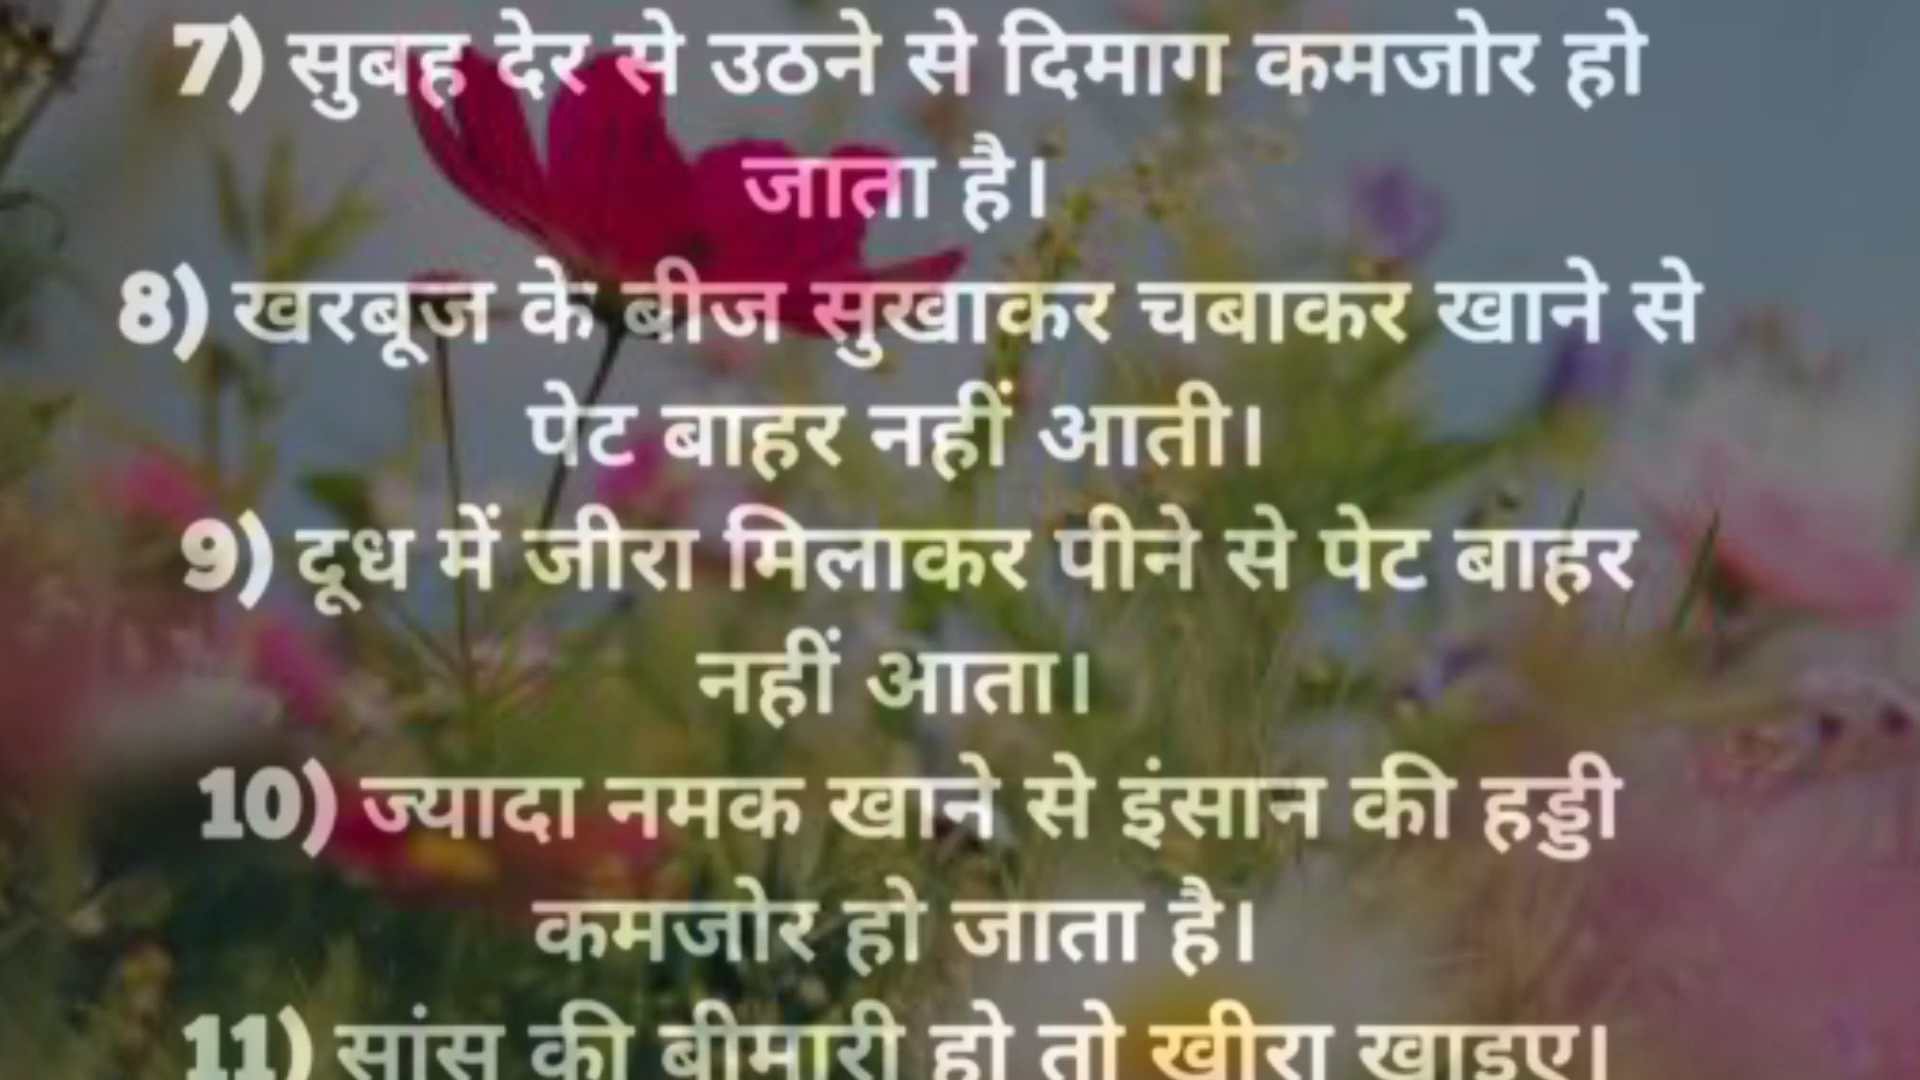 7) सुबह देर से उठने से दिमाग कमजोर हो
जाता है।
8) खरबूज के बीज सुखाकर चबाकर खाने से
पेट बाहर नहीं आती।
9) दूध में जीरा मिलाकर पीने से पेट बाहर
नहीं आता।
10) ज्यादा नमक खाने से इंसान की हड्डी
कमजोर हो जाता है।
11) सांस की बीमारी हो तो खीरा खाइए।